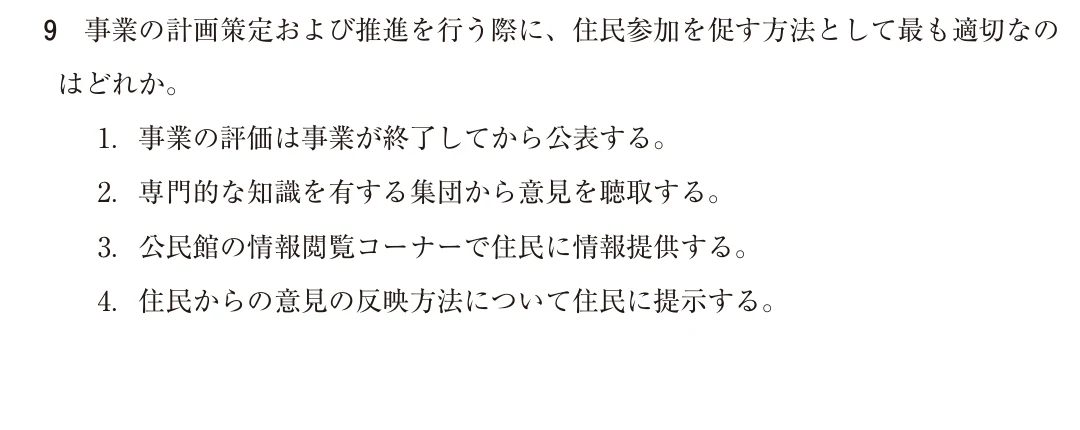 9 事業の計画策定および推進を行う際に、住民参加を促す方法として最も適切なの
はどれか。
1. 事業の評価は事業が終了してから公表する。
2. 専門的な知識を有する集団から意見を聴取する。
3. 公民館の情報閲覧コーナーで住民に情報提供する。
4. 住民からの意見の反映方法について住民に提示する。